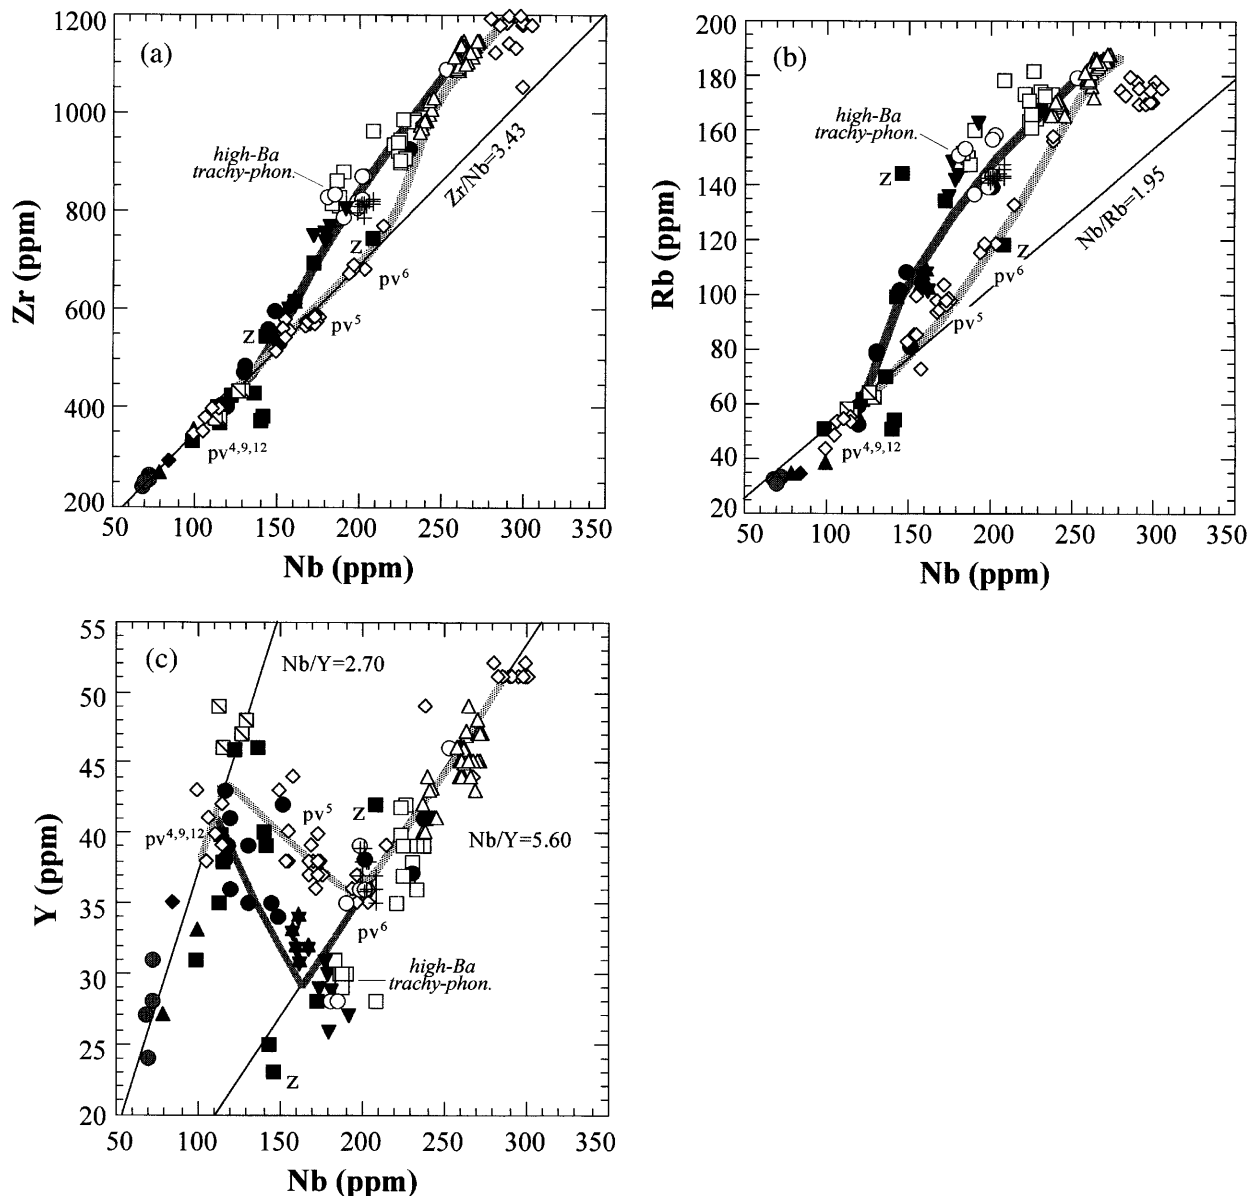 (a)
1200
1000
800
600
400
200
Zr (ppm)
high-Ba
trachy-phon.
Zr/Nb=3.43
z
pv⁶
z
pv⁵
pv⁴,⁹,¹²
50 100 150 200 250 300 350
Nb (ppm)
(b)
200
180
160
140
120
100
80
60
40
20
Rb (ppm)
high-Ba
trachy-phon.
z
Nb/Rb=1.95
z
pv⁶
pv⁵
pv⁴,⁹,¹²
50 100 150 200 250 300 350
Nb (ppm)
(c)
55
50
45
40
35
30
25
20
Y (ppm)
Nb/Y=2.70
pv⁵
z
pv⁴,⁹,¹²
Nb/Y=5.60
pv⁶
high-Ba
trachy-phon.
z
50 100 150 200 250 300 350
Nb (ppm)